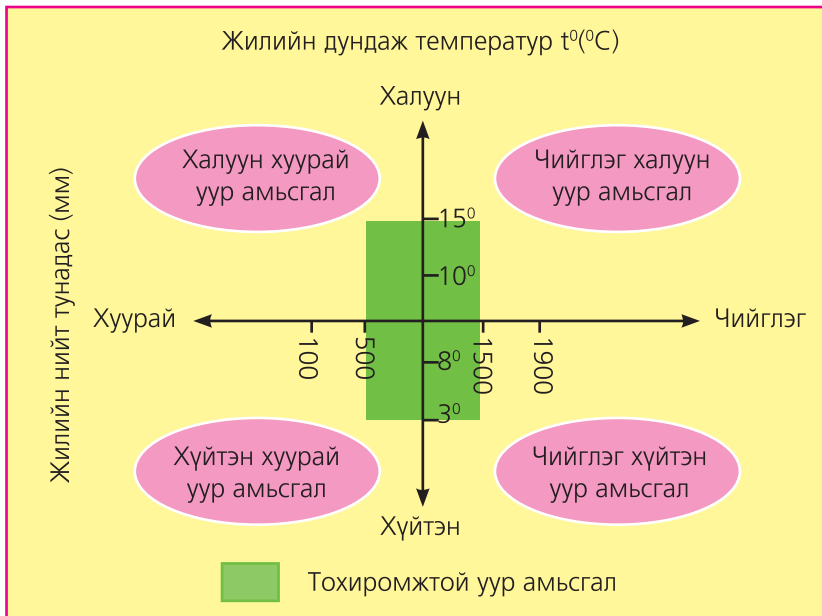 Жилийн дундаж температур t⁰(⁰C)
Халуун
Халуун хуурай
уур амьсгал
Чийглэг халуун
уур амьсгал
Жилийн нийт тунадас (мм)
15⁰
10⁰
Хуурай
Чийглэг
100
500
8⁰
1500
1900
3⁰
Хүйтэн хуурай
уур амьсгал
Чийглэг хүйтэн
уур амьсгал
Хүйтэн
Тохиромжтой уур амьсгал